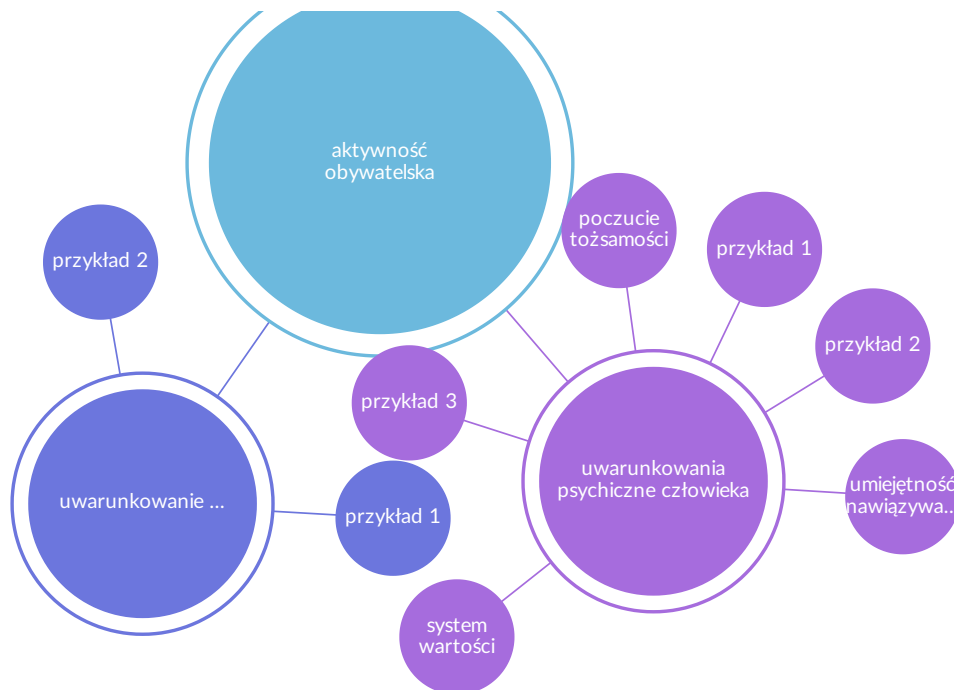 aktywność
obywatelska
poczucie
tożsamości
przykład 1
przykład 2
przykład 2
przykład 3
uwarunkowania
psychiczne człowieka
umiejętność
nawiązywa...
uwarunkowanie ...
przykład 1
system
wartości